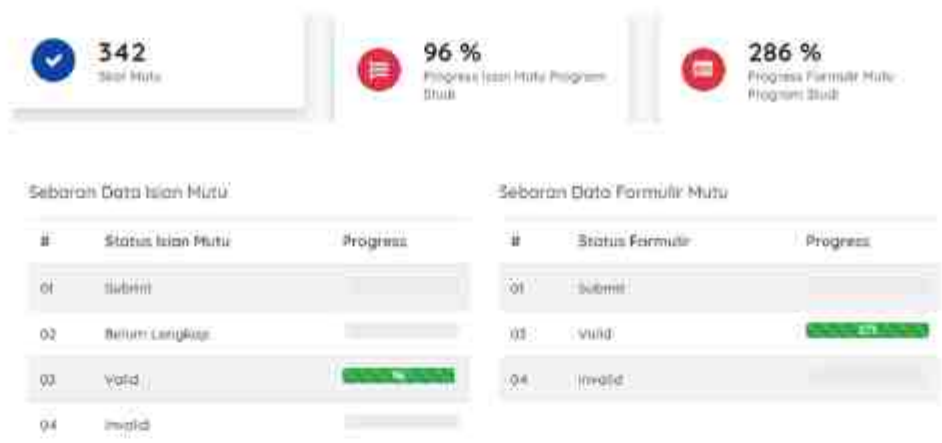 342
Skor Mutu
96 %
Progress Isian Mutu Program
Studi
286 %
Progress Formulir Mutu
Program Studi
Sebaran Data Isian Mutu
# Status Isian Mutu Progress
01 Submit
02 Belum Lengkap
03 Valid 96
04 Invalid
Sebaran Data Formulir Mutu
# Status Formulir Progress
01 Submit
03 Valid
04 Invalid